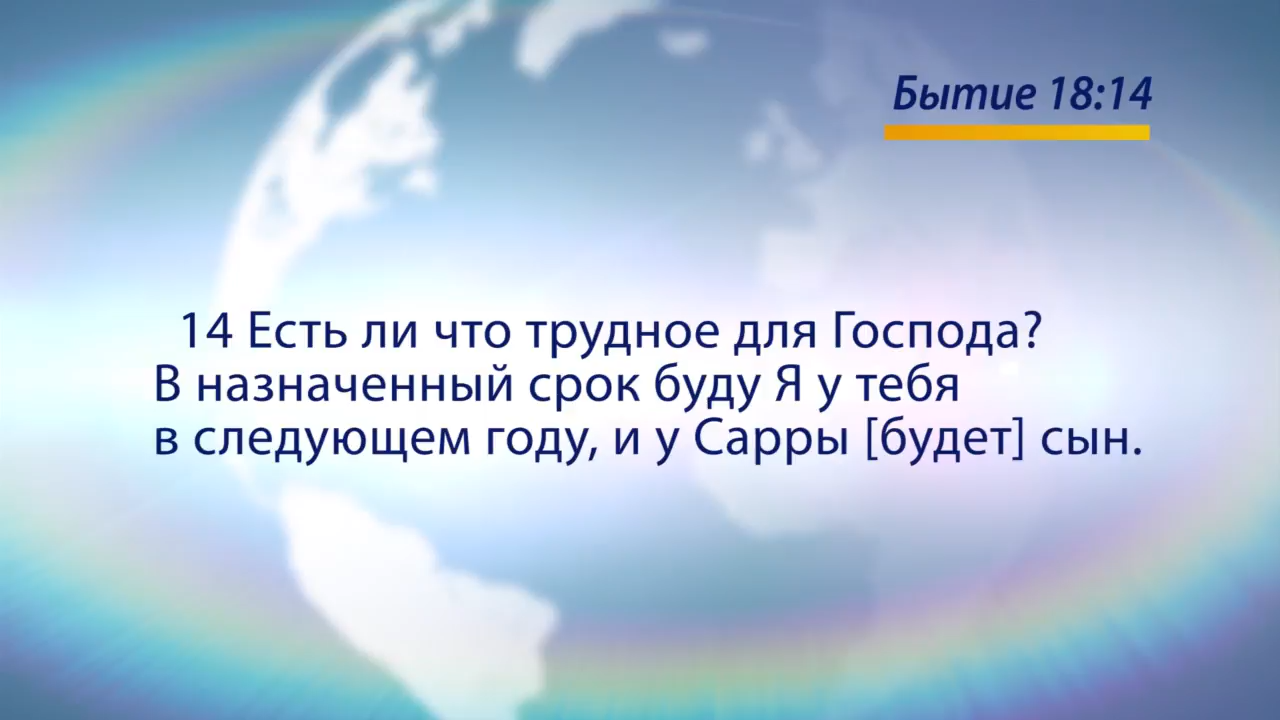 Бытие 18:14
14 Есть ли что трудное для Господа?
В назначенный срок буду Я у тебя
в следующем году, и у Сарры [будет] сын.